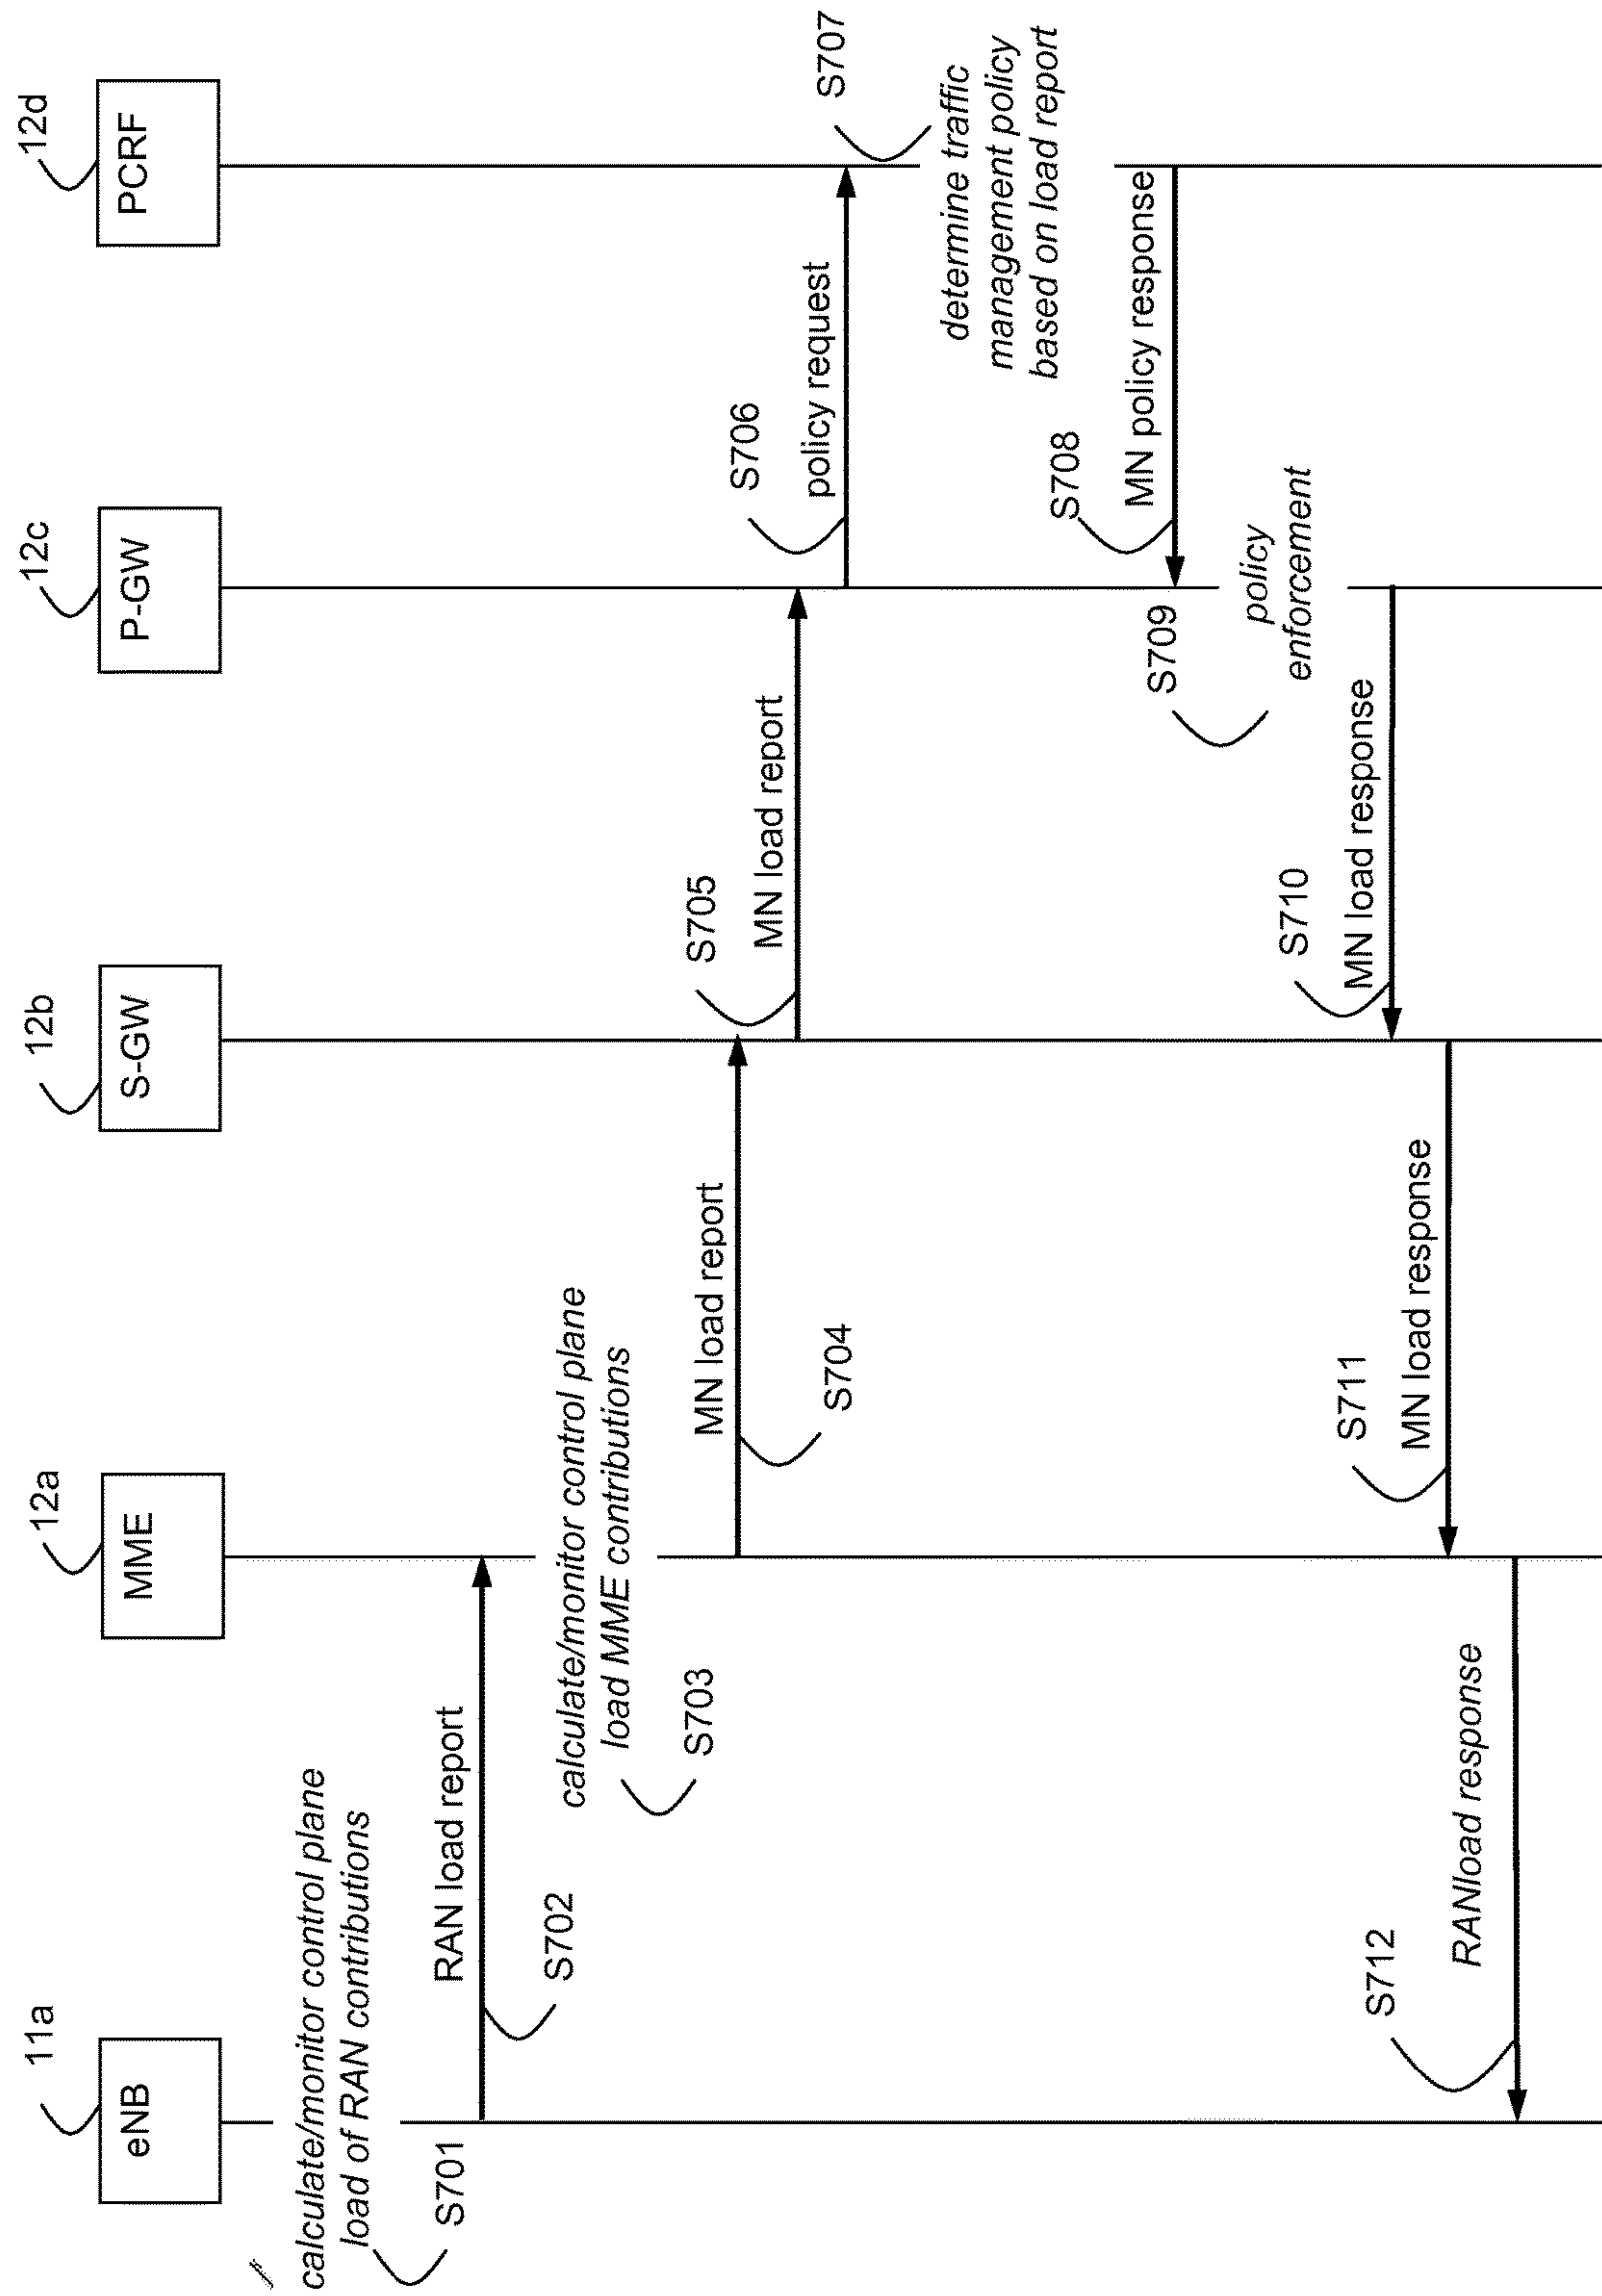 11a
12a
12b
12c
12d
eNB
MME
S-GW
P-GW
PCRF
calculate/monitor control plane
load of RAN contributions
S701
RAN load report
S702
calculate/monitor control plane
load MME contributions
S703
MN load report
S704
S705
MN load report
S706
policy request
S707
determine traffic
management policy
based on load report
S708
MN policy response
S709
policy
enforcement
S710
MN load response
S711
MN load response
S712
RANload response